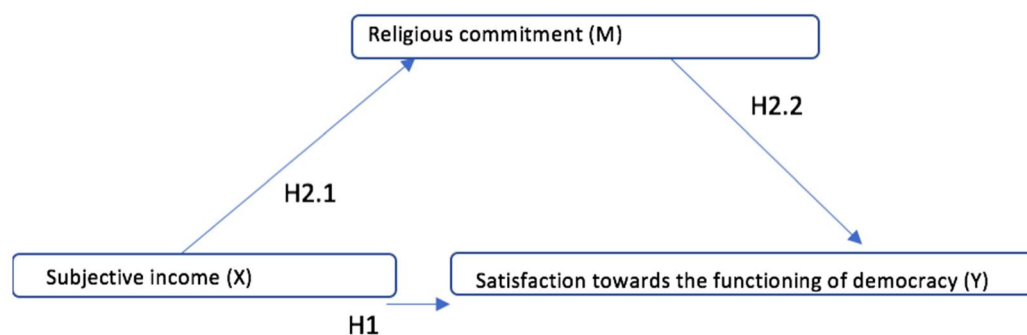 Religious commitment (M)
H2.2
H2.1
Subjective income (X)
Satisfaction towards the functioning of democracy (Y)
H1